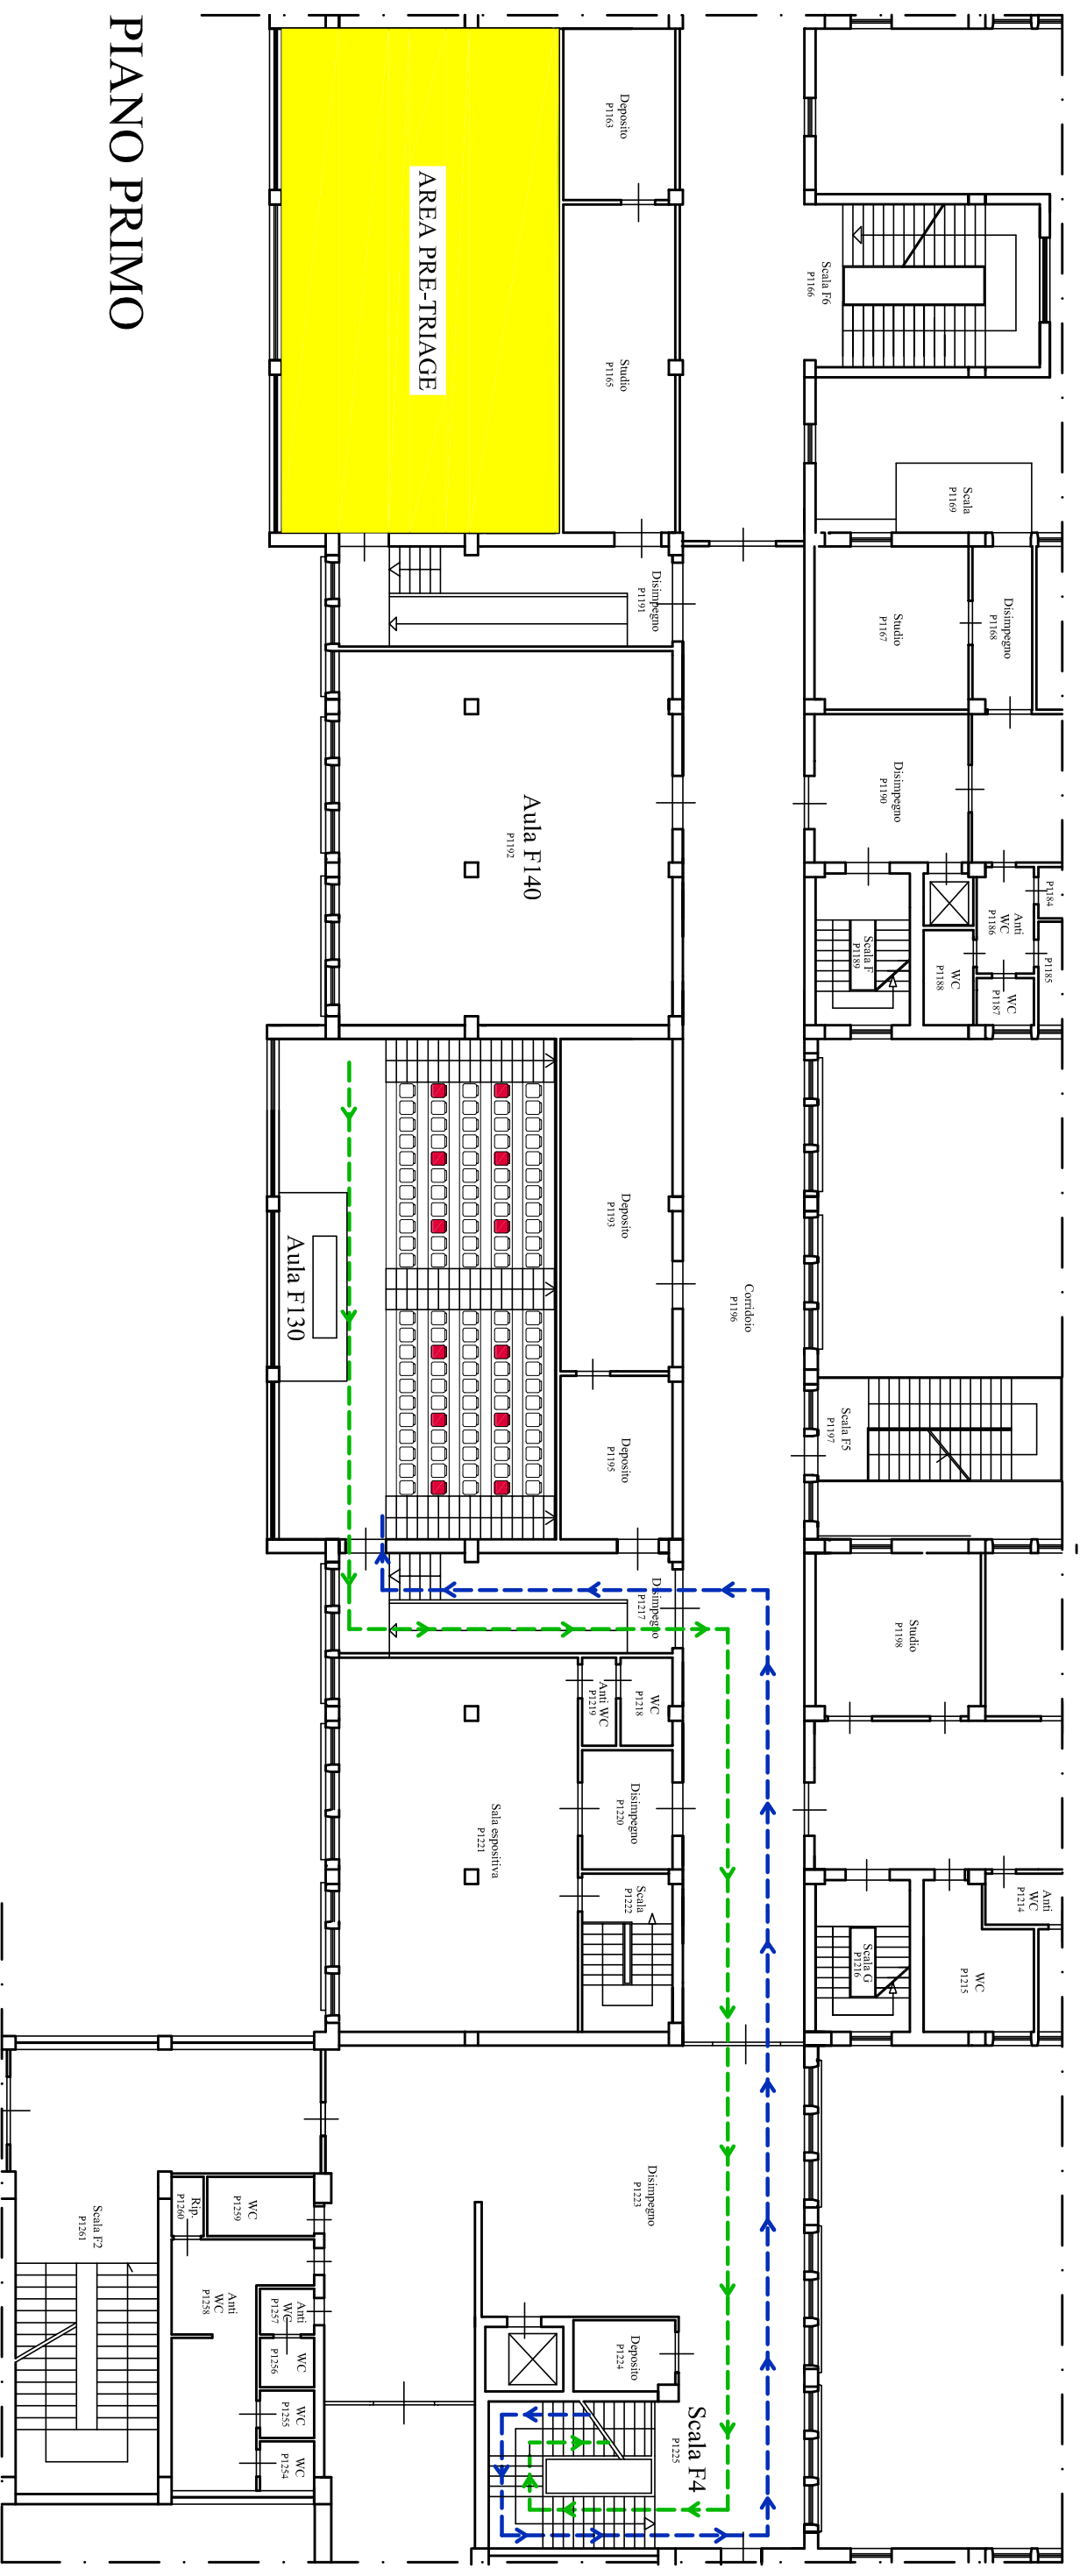 PIANO PRIMO
AREA PRE-TRIAGE
Deposito
P1163
Studio
P1165
Scala F6
P1166
Scala
P1169
Disimpegno
P1191
Studio
P1167
Disimpegno
P1168
Aula F140
P1192
Disimpegno
P1190
P1184
Anti
WC
P1186
P1185
Scala F
P1189
WC
P1188
WC
P1187
Aula F130
Deposito
P1193
Corridoio
P1196
Deposito
P1195
Scala F5
P1197
Disimpegno
P1217
Studio
P1198
WC
P1218
Anti WC
P1219
Disimpegno
P1220
Sala espositiva
P1221
Scala
P1222
Anti
WC
P1214
Scala G
P1216
WC
P1215
Disimpegno
P1223
Scala F2
P1261
Rip.
P1260
WC
P1259
Anti
WC
P1258
Anti
WC
P1257
WC
P1256
WC
P1255
WC
P1254
Deposito
P1224
Scala F4
P1225